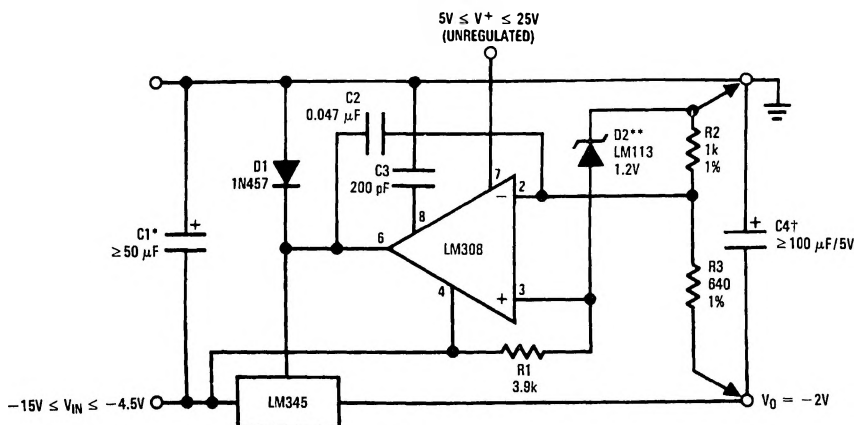 5V ≤ V⁺ ≤ 25V
(UNREGULATED)
C2
0.047 μF
D1
1N457
C3
200 pF
D2**
LM113
1.2V
R2
1k
1%
7
2
−
8
6
LM308
C1*
≥ 50 μF
+
4
+
3
R3
640
1%
+
C4†
≥ 100 μF/5V
R1
3.9k
−15V ≤ VIN ≤ −4.5V
LM345
VO = −2V